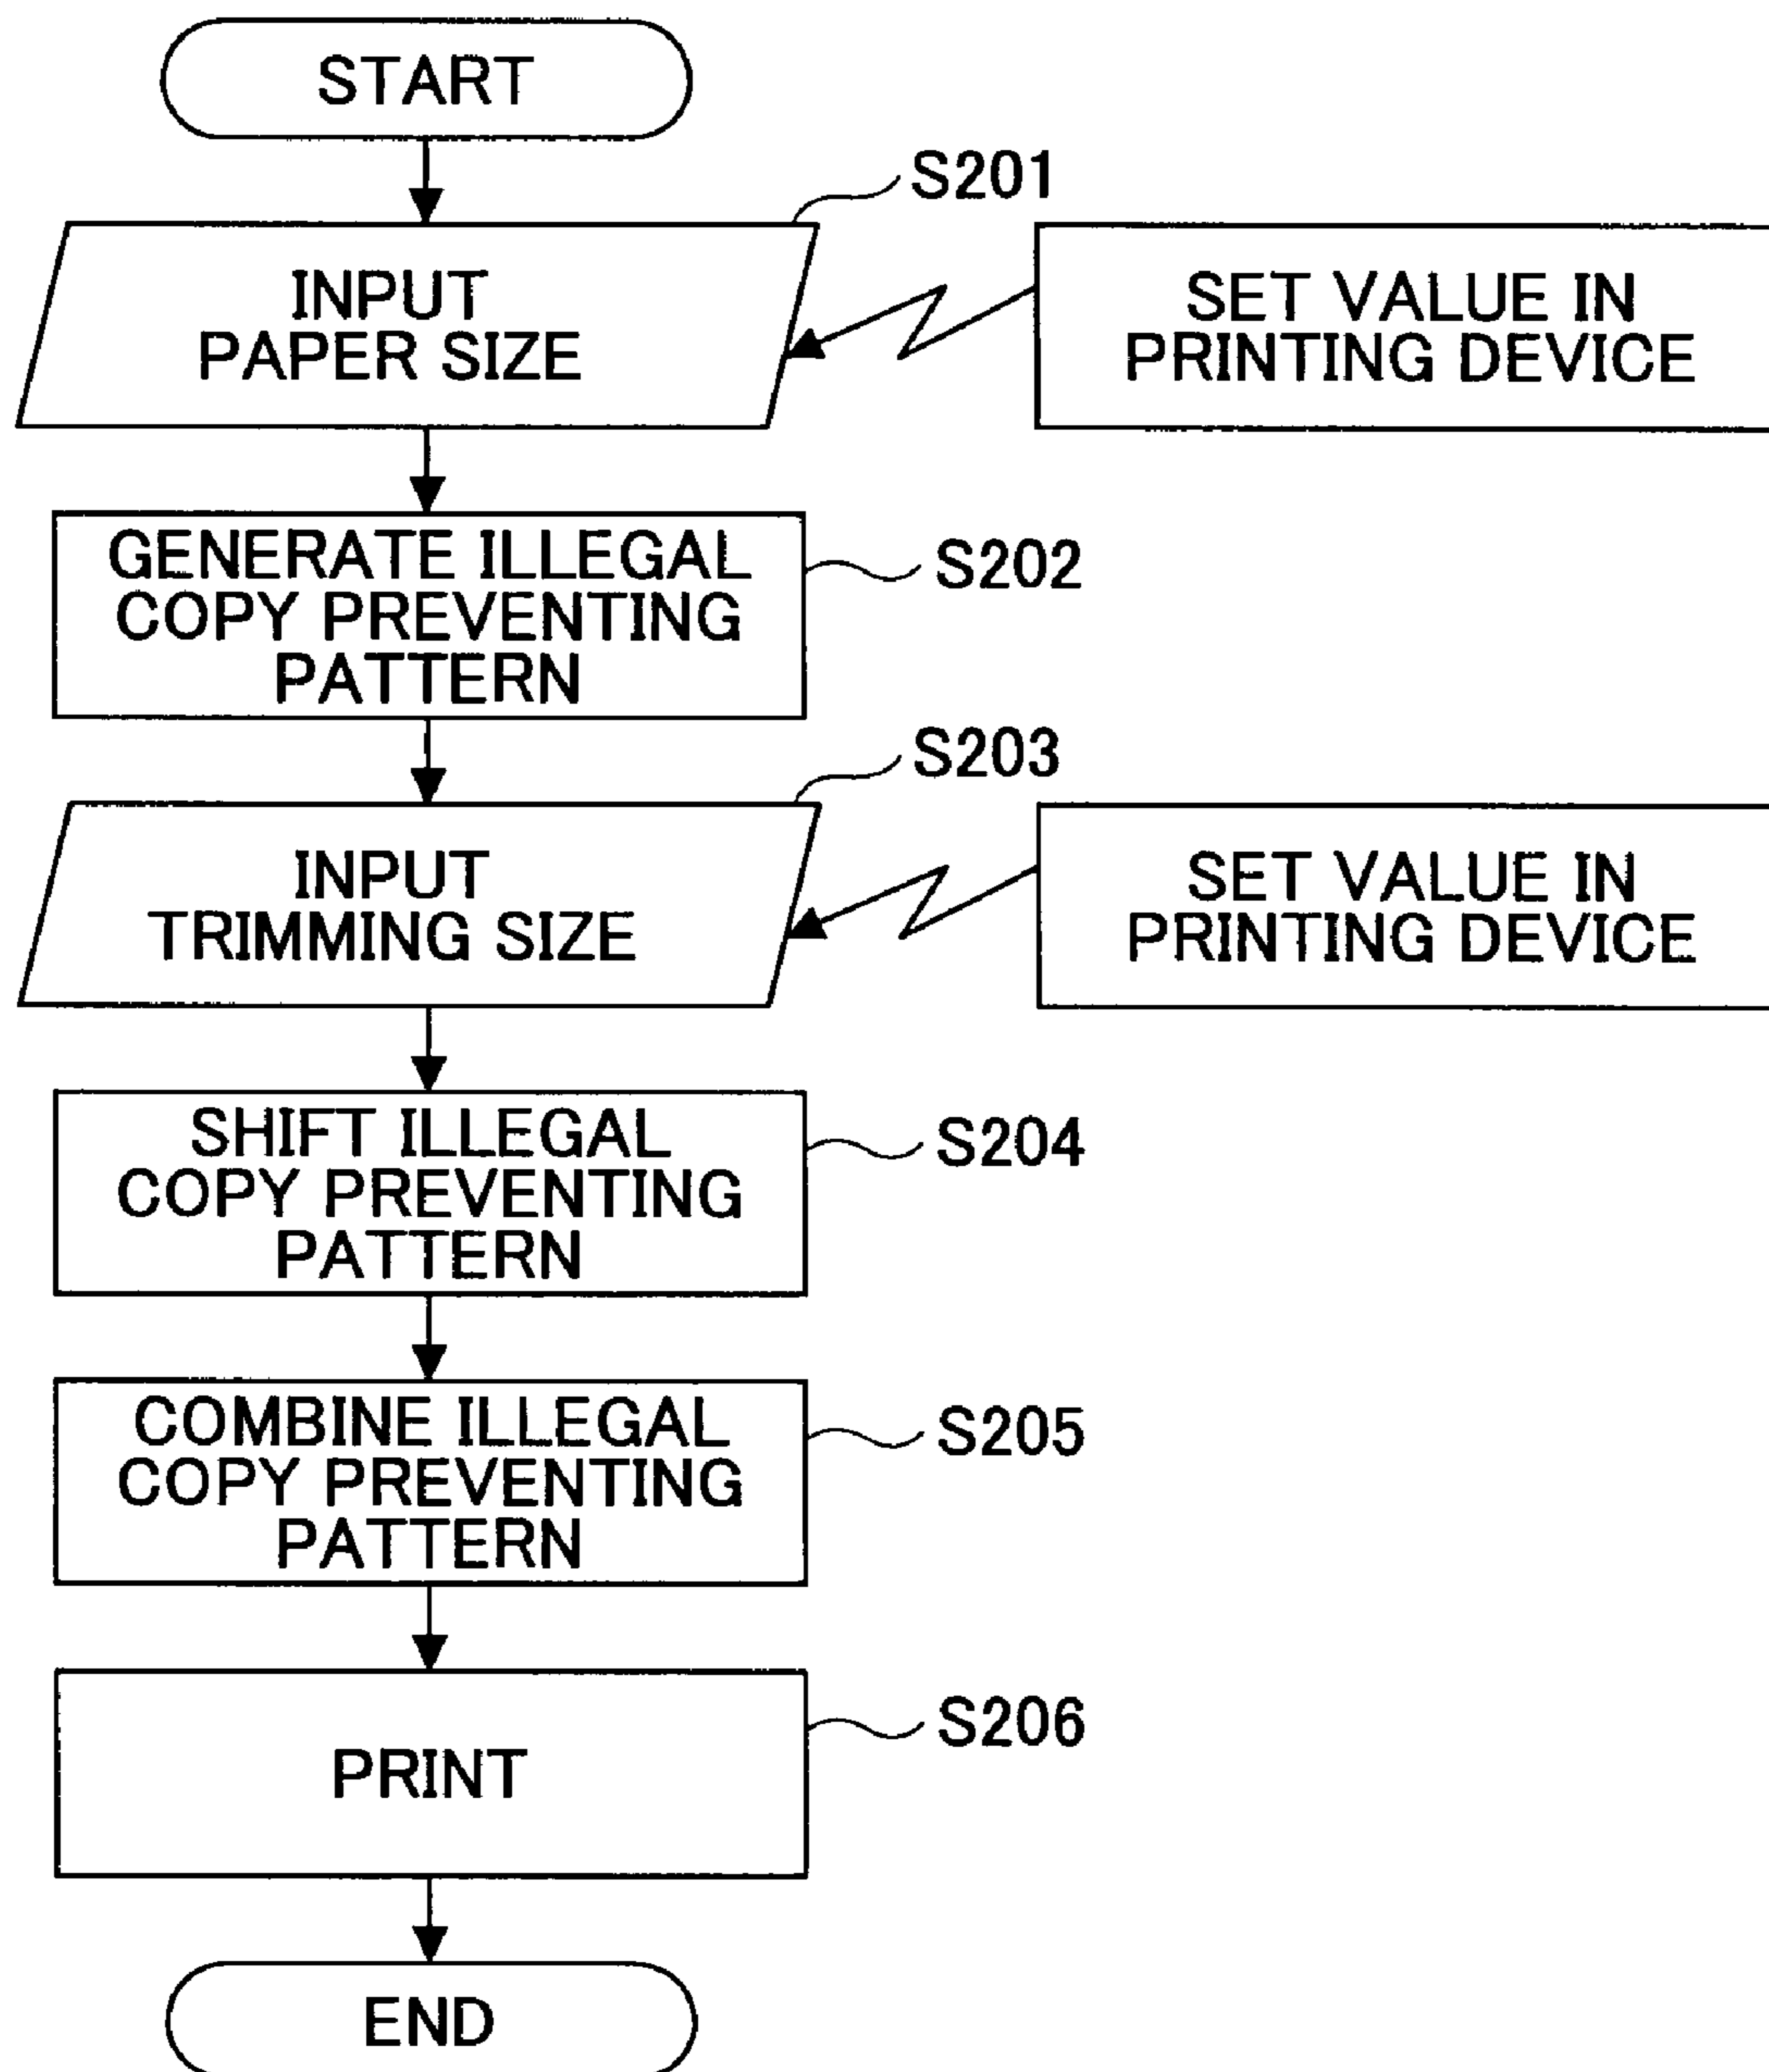 START
S201
INPUT
PAPER SIZE
SET VALUE IN
PRINTING DEVICE
GENERATE ILLEGAL
COPY PREVENTING
PATTERN
S202
S203
INPUT
TRIMMING SIZE
SET VALUE IN
PRINTING DEVICE
SHIFT ILLEGAL
COPY PREVENTING
PATTERN
S204
COMBINE ILLEGAL
COPY PREVENTING
PATTERN
S205
PRINT
S206
END